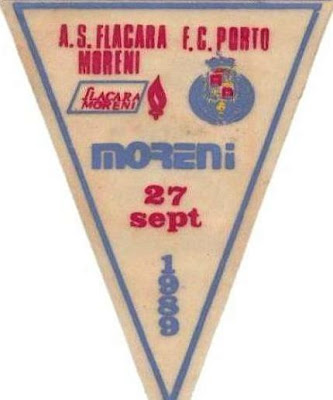 A.S. FLACARA F.C. PORTO
MORENI
FLACARA
MORENI
MORENI
27
sept
1989